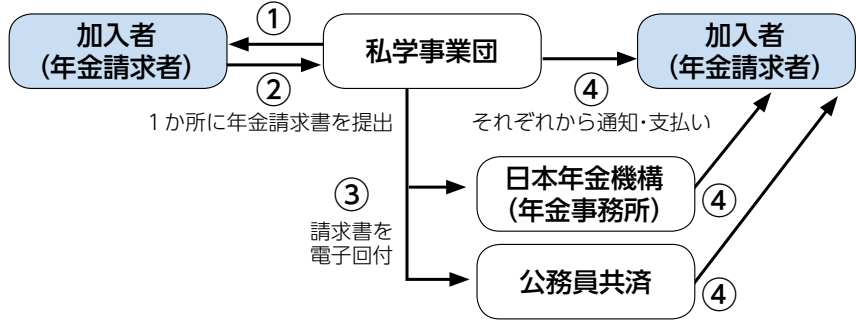 加入者
（年金請求者）
①
②
1か所に年金請求書を提出
私学事業団
④
それぞれから通知・支払い
加入者
（年金請求者）
③
請求書を
電子回付
日本年金機構
（年金事務所）
④
公務員共済
④